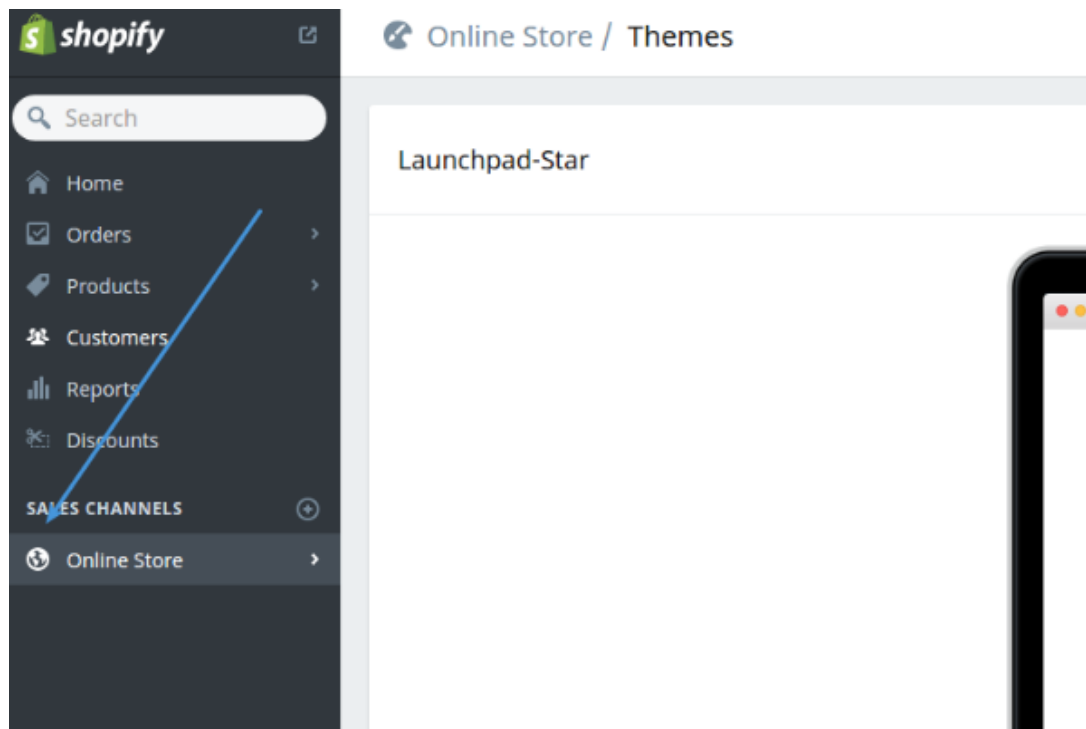 shopify
Online Store / Themes
Search
Home
Orders
Products
Customers
Reports
Discounts
SALES CHANNELS
Online Store
Launchpad-Star